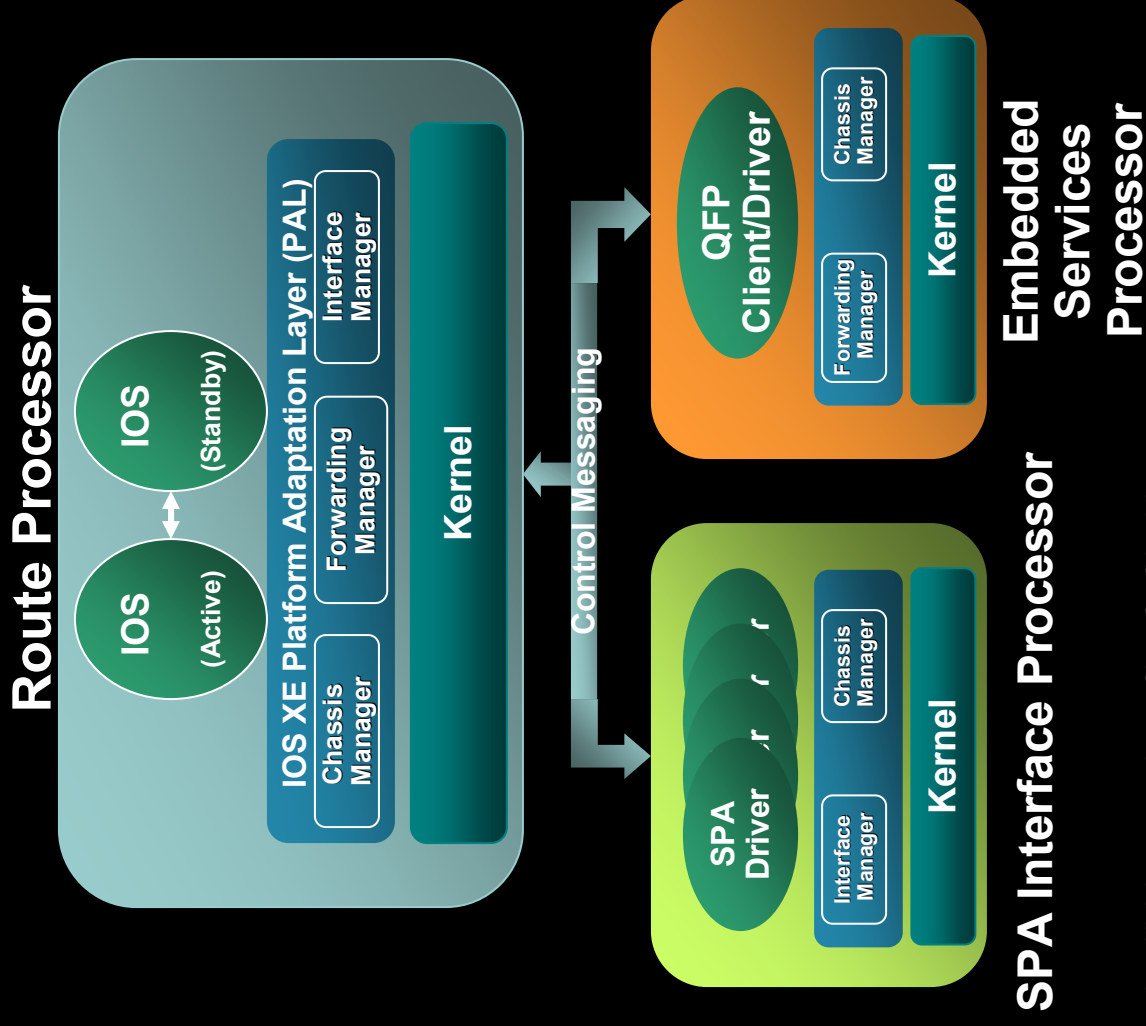 Route Processor
IOS
(Active)
IOS
(Standby)
IOS XE Platform Adaptation Layer (PAL)
Chassis
Manager
Forwarding
Manager
Interface
Manager
Kernel
Control Messaging
SPA
Driver
r
r
r
Interface
Manager
Chassis
Manager
Kernel
SPA Interface Processor
QFP
Client/Driver
Forwarding
Manager
Chassis
Manager
Kernel
Embedded
Services
Processor